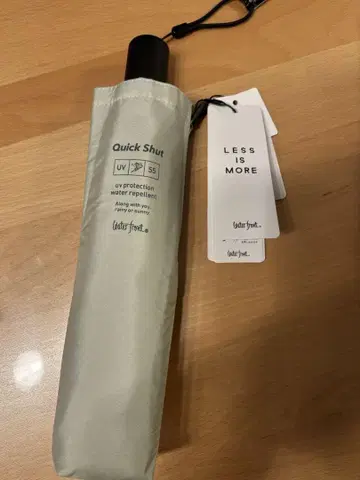 Quick Shut
UV
55
uv protection
water repellent
Along with you,
rainy or sunny.
Waterfront
LESS
IS
MORE
Waterfront
Waterfront